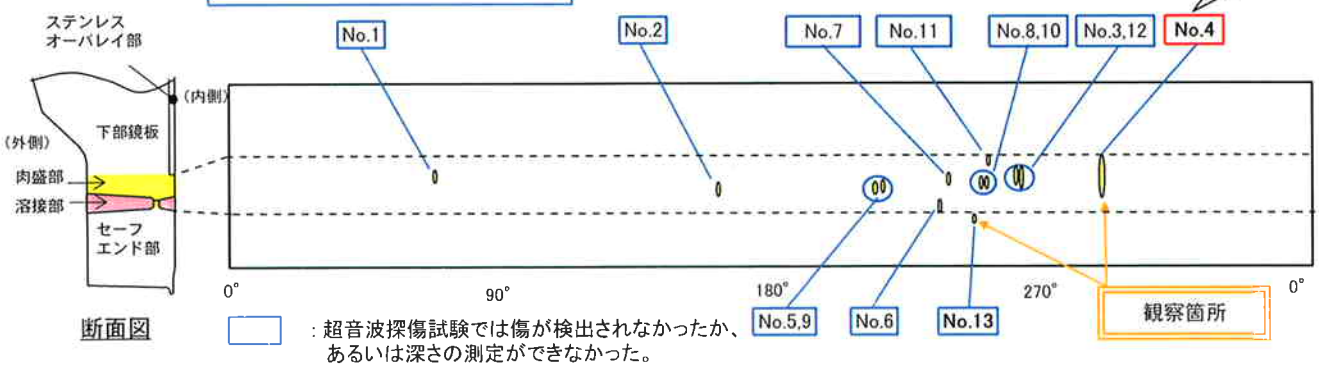 ステンレス
オーバレイ部
(内側)
(外側)
下部鏡板
肉盛部
溶接部
セーフ
エンド部
断面図
No.1
No.2
No.7
No.11
No.8,10
No.3,12
No.4
0°
90°
180°
270°
0°
No.5,9
No.6
No.13
観察箇所
:超音波探傷試験では傷が検出されなかったか、
あるいは深さの測定ができなかった。